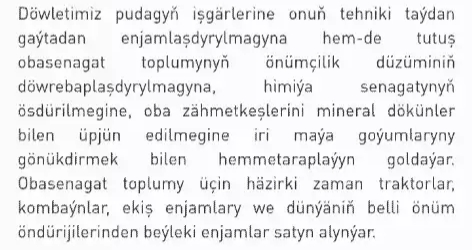 Döwletimiz pudagyň işgärlerine onuň tehniki taýdan
gaýtadan enjamlaşdyrylmagyna hem-de tutuş
obasenagat toplumynyň önümçilik düzüminiň
döwrebaplaşdyrylmagyna, himiýa senagatynyň
ösdürilmegine, oba zähmetkeşlerini mineral dökünler
bilen üpjün edilmegine iri maýa goýumlaryny
gönükdirmek bilen hemmetaraplaýyn goldaýar.
Obasenagat toplumy üçin häzirki zaman traktorlar,
kombaýnlar, ekiş enjamlary we dünýäniň belli önüm
öndürijilerinden beýleki enjamlar satyn alynýar.